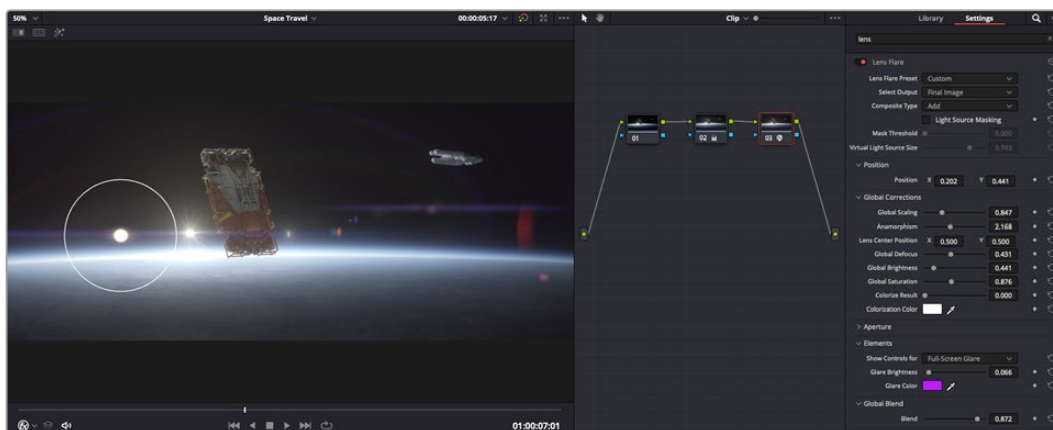 50% Space Travel 00:00:05:17 Clip Library Settings
lens
Lens Flare
Lens Flare Preset Custom
Select Output Final Image
Composite Type Add
Light Source Masking
Mask Threshold 0.000
Virtual Light Source Size 0.743
Position
Position X 0.202 Y 0.441
Global Corrections
Global Scaling 0.847
Anamorphism 2.168
Lens Center Position X 0.500 Y 0.500
Global Defocus 0.431
Global Brightness 0.441
Global Saturation 0.876
Colorize Result 0.000
Colorization Color
Aperture
Elements
Show Controls for Full-Screen Glare
Glare Brightness 0.066
Glare Color
Global Blend
Blend 0.872
01 02 03
fx 01:00:07:01